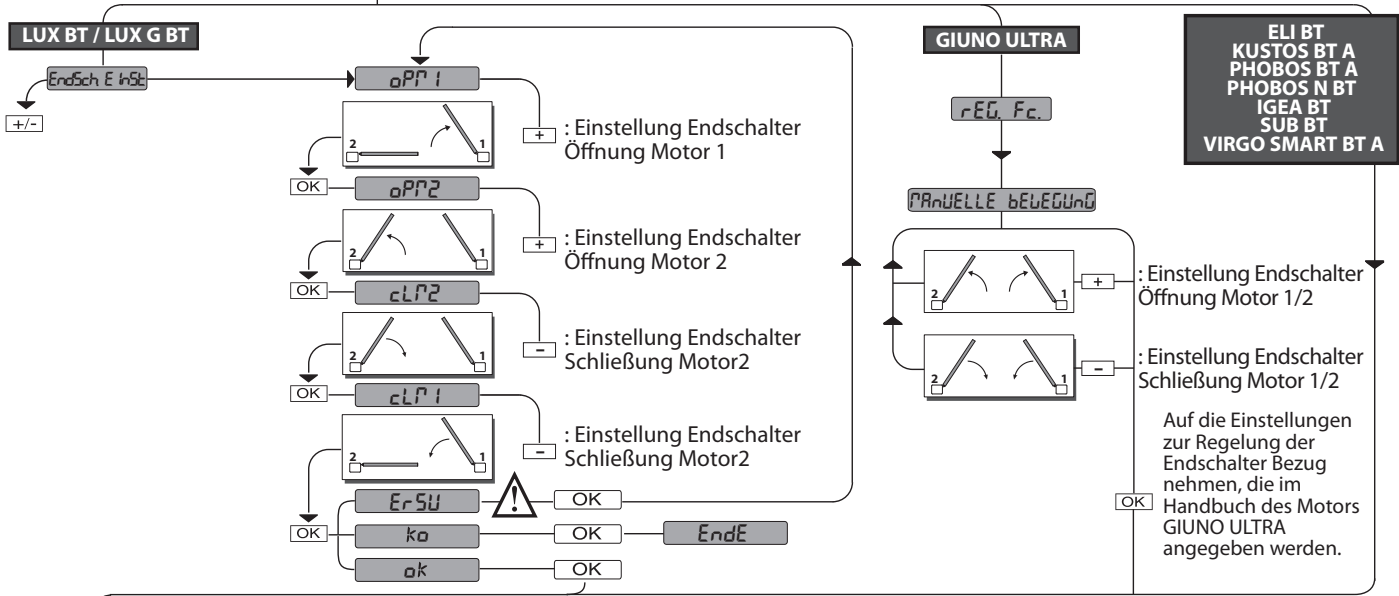 LUX BT / LUX G BT
EndSch. E InSt
+/-
oPM 1
2 1
+ : Einstellung Endschalter
Öffnung Motor 1
OK
oPM2
2 1
+ : Einstellung Endschalter
Öffnung Motor 2
OK
cLM2
2 1
- : Einstellung Endschalter
Schließung Motor2
OK
cLM 1
2 1
- : Einstellung Endschalter
Schließung Motor2
ErSU
!
OK
OK
ko
OK
EndE
ok
OK
GIUNO ULTRA
rEG. Fc.
MAnUELLE bEUEGUnG
2 1
+ : Einstellung Endschalter
Öffnung Motor 1/2
2 1
- : Einstellung Endschalter
Schließung Motor 1/2
Auf die Einstellungen
zur Regelung der
Endschalter Bezug
nehmen, die im
OK Handbuch des Motors
GIUNO ULTRA
angegeben werden.
ELI BT
KUSTOS BT A
PHOBOS BT A
PHOBOS N BT
IGEA BT
SUB BT
VIRGO SMART BT A